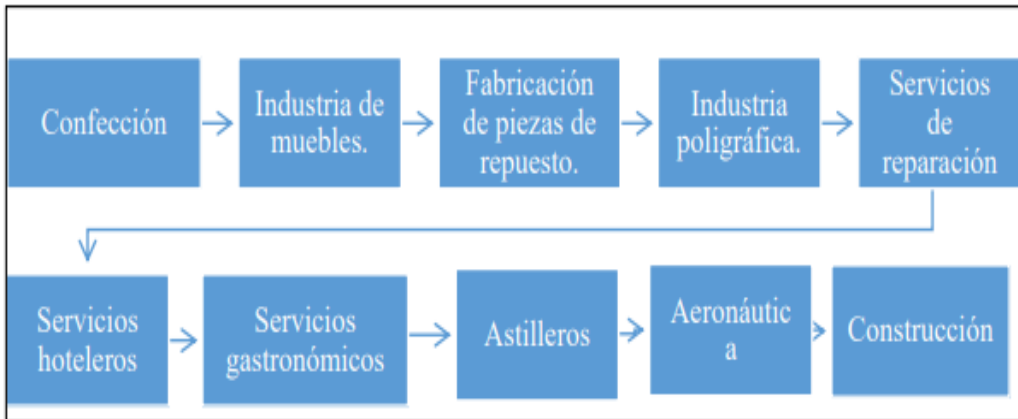 Confección
Industria de
muebles.
Fabricación
de piezas de
repuesto.
Industria
poligráfica.
Servicios
de
reparación
Servicios
hoteleros
Servicios
gastronómicos
Astilleros
Aeronáutic
a
Construcción